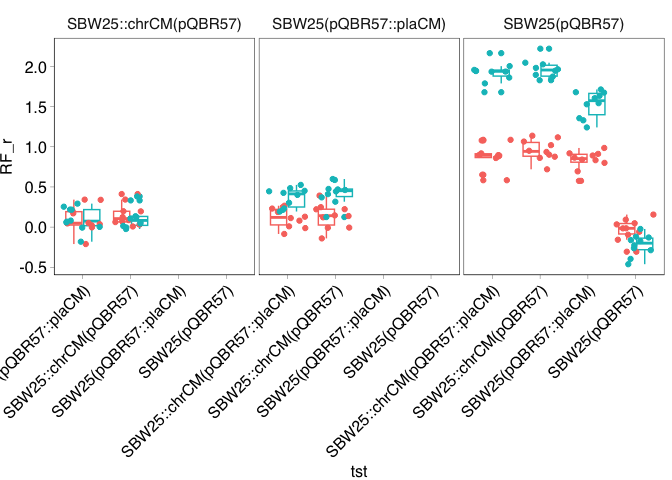 SBW25::chrCM(pQBR57)
SBW25(pQBR57::plaCM)
SBW25(pQBR57)
RF_r
2.0
1.5
1.0
0.5
0.0
-0.5
(pQBR57::plaCM)
SBW25::chrCM(pQBR57)
SBW25(pQBR57::plaCM)
SBW25(pQBR57)
SBW25::chrCM(pQBR57::plaCM)
SBW25::chrCM(pQBR57)
SBW25(pQBR57::plaCM)
SBW25(pQBR57)
SBW25::chrCM(pQBR57::plaCM)
SBW25::chrCM(pQBR57)
SBW25(pQBR57::plaCM)
SBW25(pQBR57)
tst